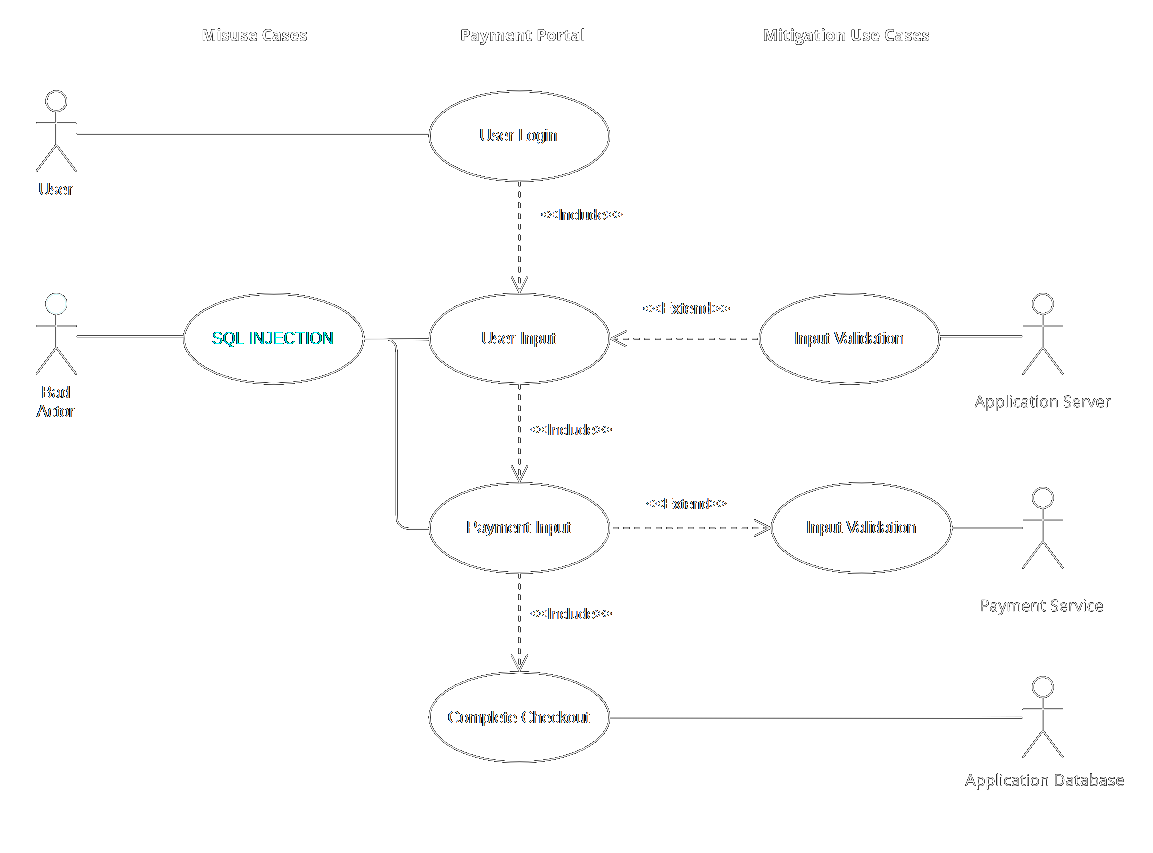 Misuse Cases
Payment Portal
Mitigation Use Cases
User Login
User
<<Include>>
<<Extend>>
SQL INJECTION
User Input
Input Validation
Bad
Actor
Application Server
<<Include>>
<<Extend>>
Payment Input
Input Validation
Payment Service
<<Include>>
Complete Checkout
Application Database